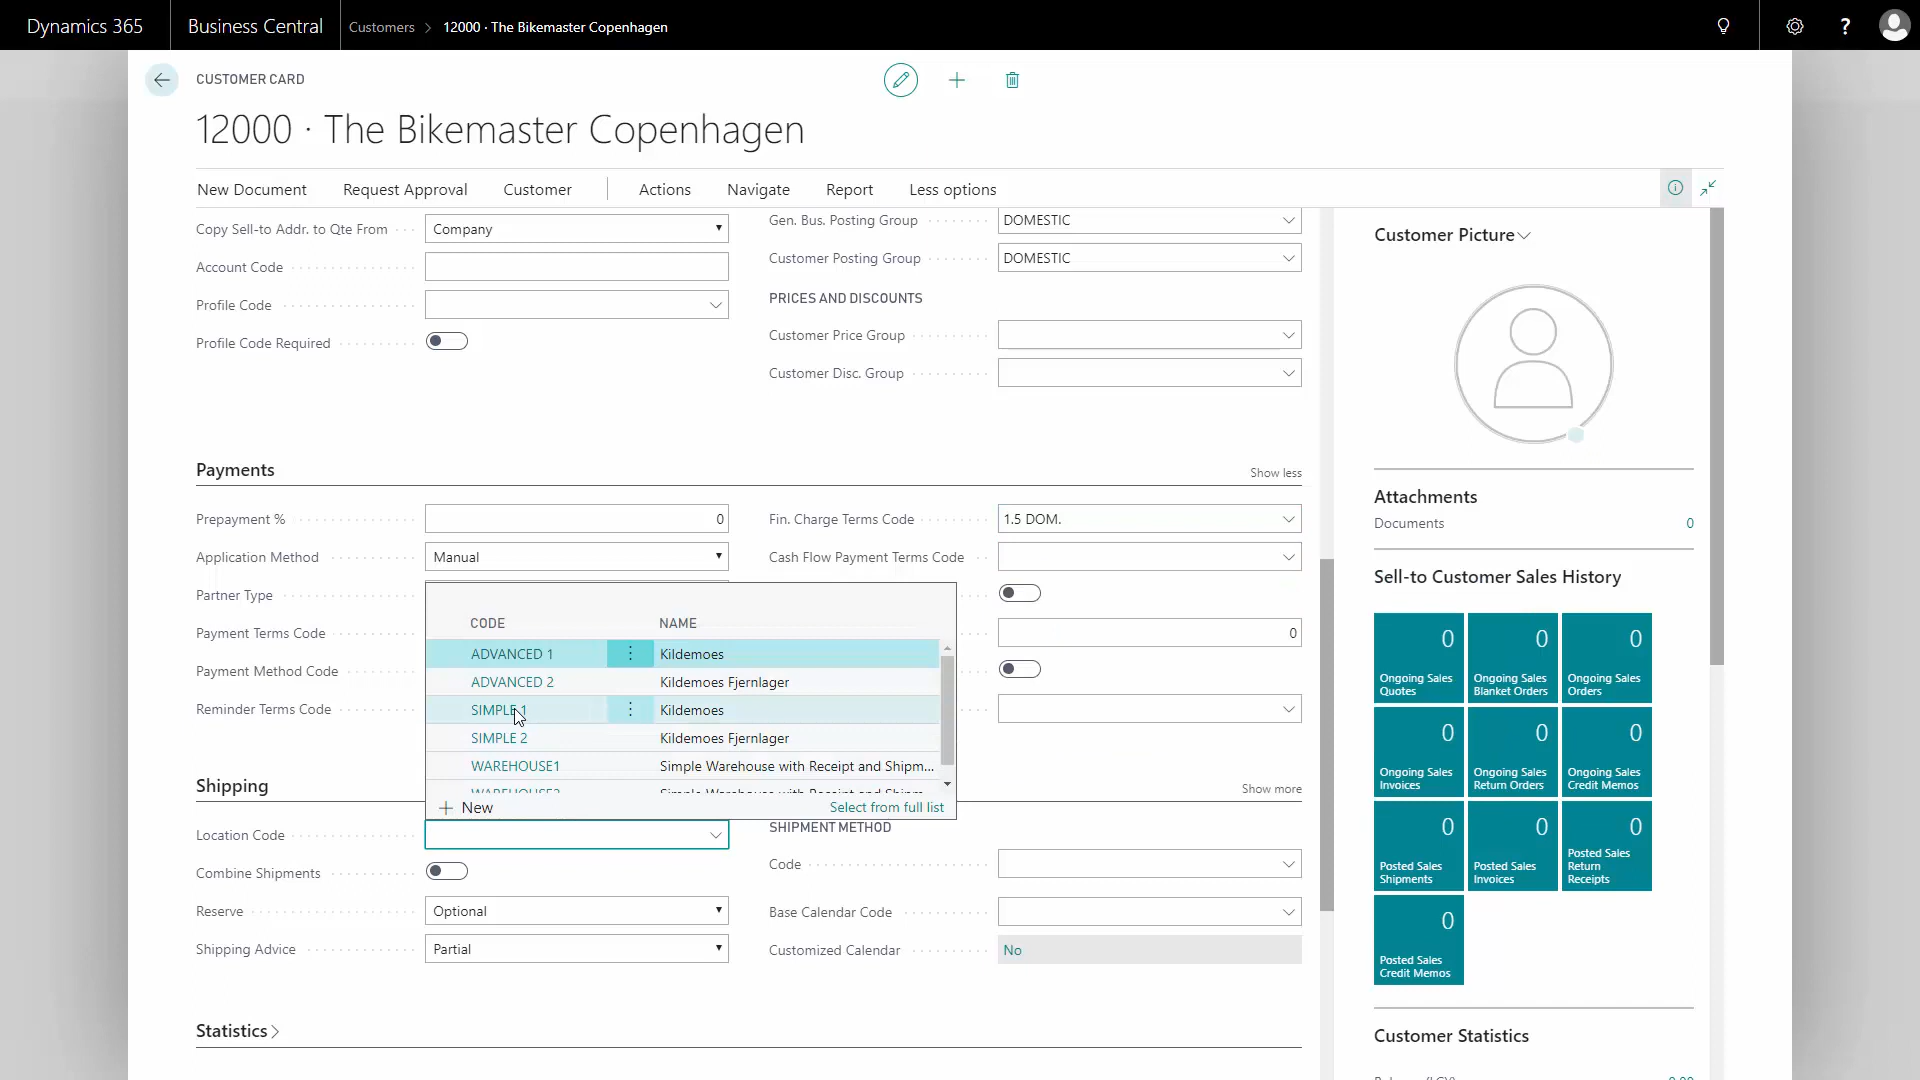 Dynamics 365
Business Central
Customers > 12000 · The Bikemaster Copenhagen
CUSTOMER CARD
12000 · The Bikemaster Copenhagen
New Document
Request Approval
Customer
Actions
Navigate
Report
Less options
Copy Sell-to Addr. to Qte From
Company
Account Code
Profile Code
Profile Code Required
Gen. Bus. Posting Group
DOMESTIC
Customer Posting Group
DOMESTIC
PRICES AND DISCOUNTS
Customer Price Group
Customer Disc. Group
Payments
Show less
Prepayment %
0
Application Method
Manual
Partner Type
Payment Terms Code
Payment Method Code
Reminder Terms Code
Fin. Charge Terms Code
1.5 DOM.
Cash Flow Payment Terms Code
0
CODE
NAME
ADVANCED 1
Kildemoes
ADVANCED 2
Kildemoes Fjernlager
SIMPLE 1
Kildemoes
SIMPLE 2
Kildemoes Fjernlager
WAREHOUSE1
Simple Warehouse with Receipt and Shipm...
+ New
Select from full list
Shipping
Show more
Location Code
Combine Shipments
Reserve
Optional
Shipping Advice
Partial
SHIPMENT METHOD
Code
Base Calendar Code
Customized Calendar
No
Statistics >
Customer Picture
Attachments
Documents
0
Sell-to Customer Sales History
0
Ongoing Sales
Quotes
0
Ongoing Sales
Blanket Orders
0
Ongoing Sales
Orders
0
Ongoing Sales
Invoices
0
Ongoing Sales
Return Orders
0
Ongoing Sales
Credit Memos
0
Posted Sales
Shipments
0
Posted Sales
Invoices
0
Posted Sales
Return
Receipts
0
Posted Sales
Credit Memos
Customer Statistics